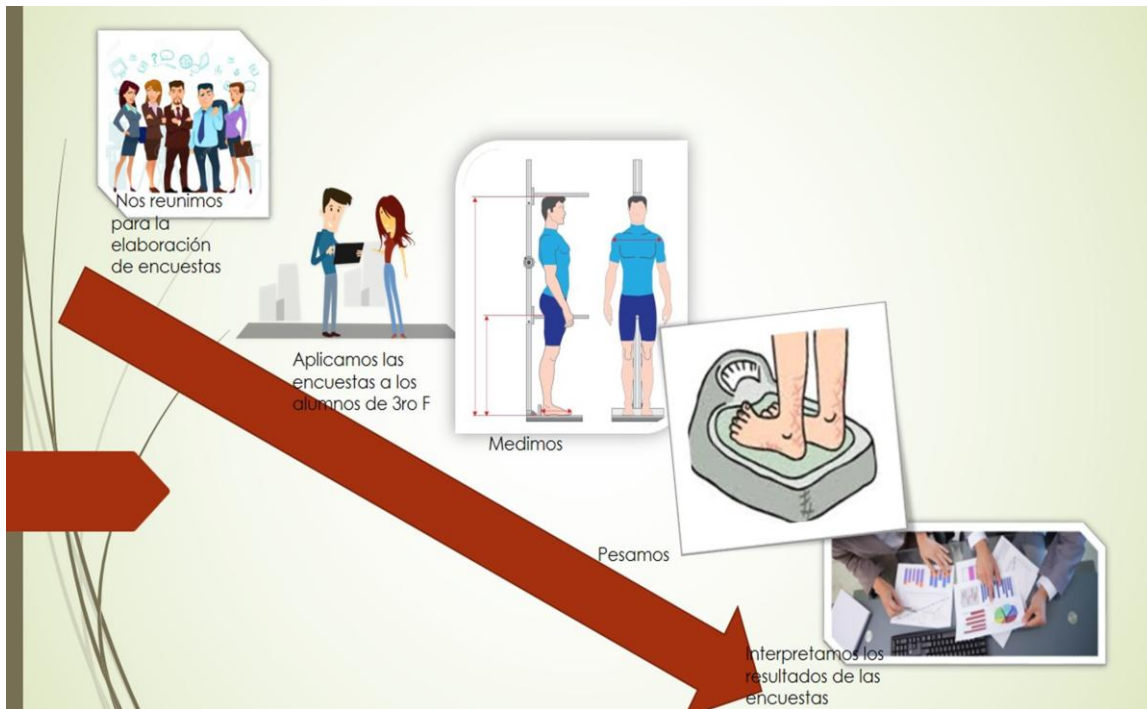 Nos reunimos
para la
elaboración
de encuestas
Aplicamos las
encuestas a los
alumnos de 3ro F
Medimos
Pesamos
Interpretamos los
resultados de las
encuestas